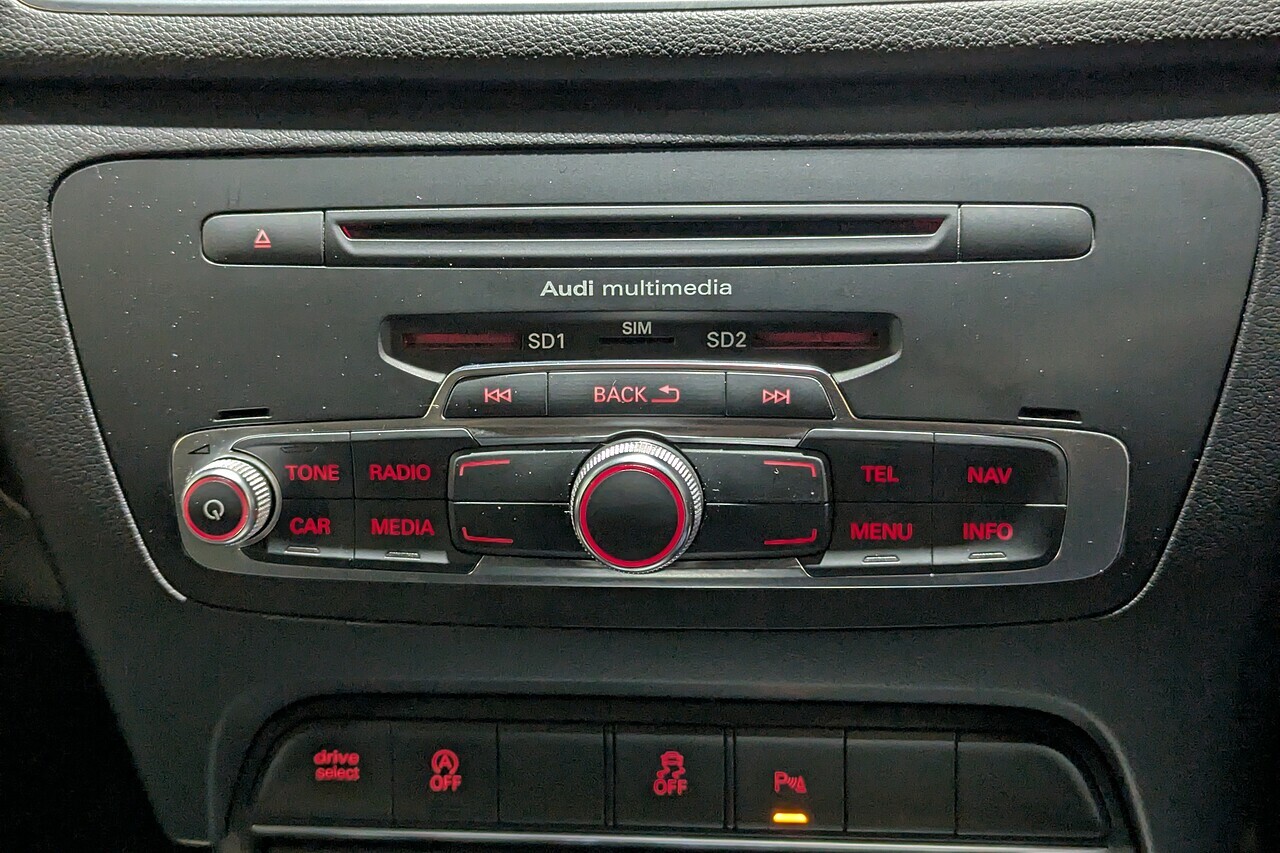 Audi multimedia
SD1 SIM SD2
BACK
TONE RADIO TEL NAV
CAR MEDIA MENU INFO
drive
select
A
OFF
OFF
P